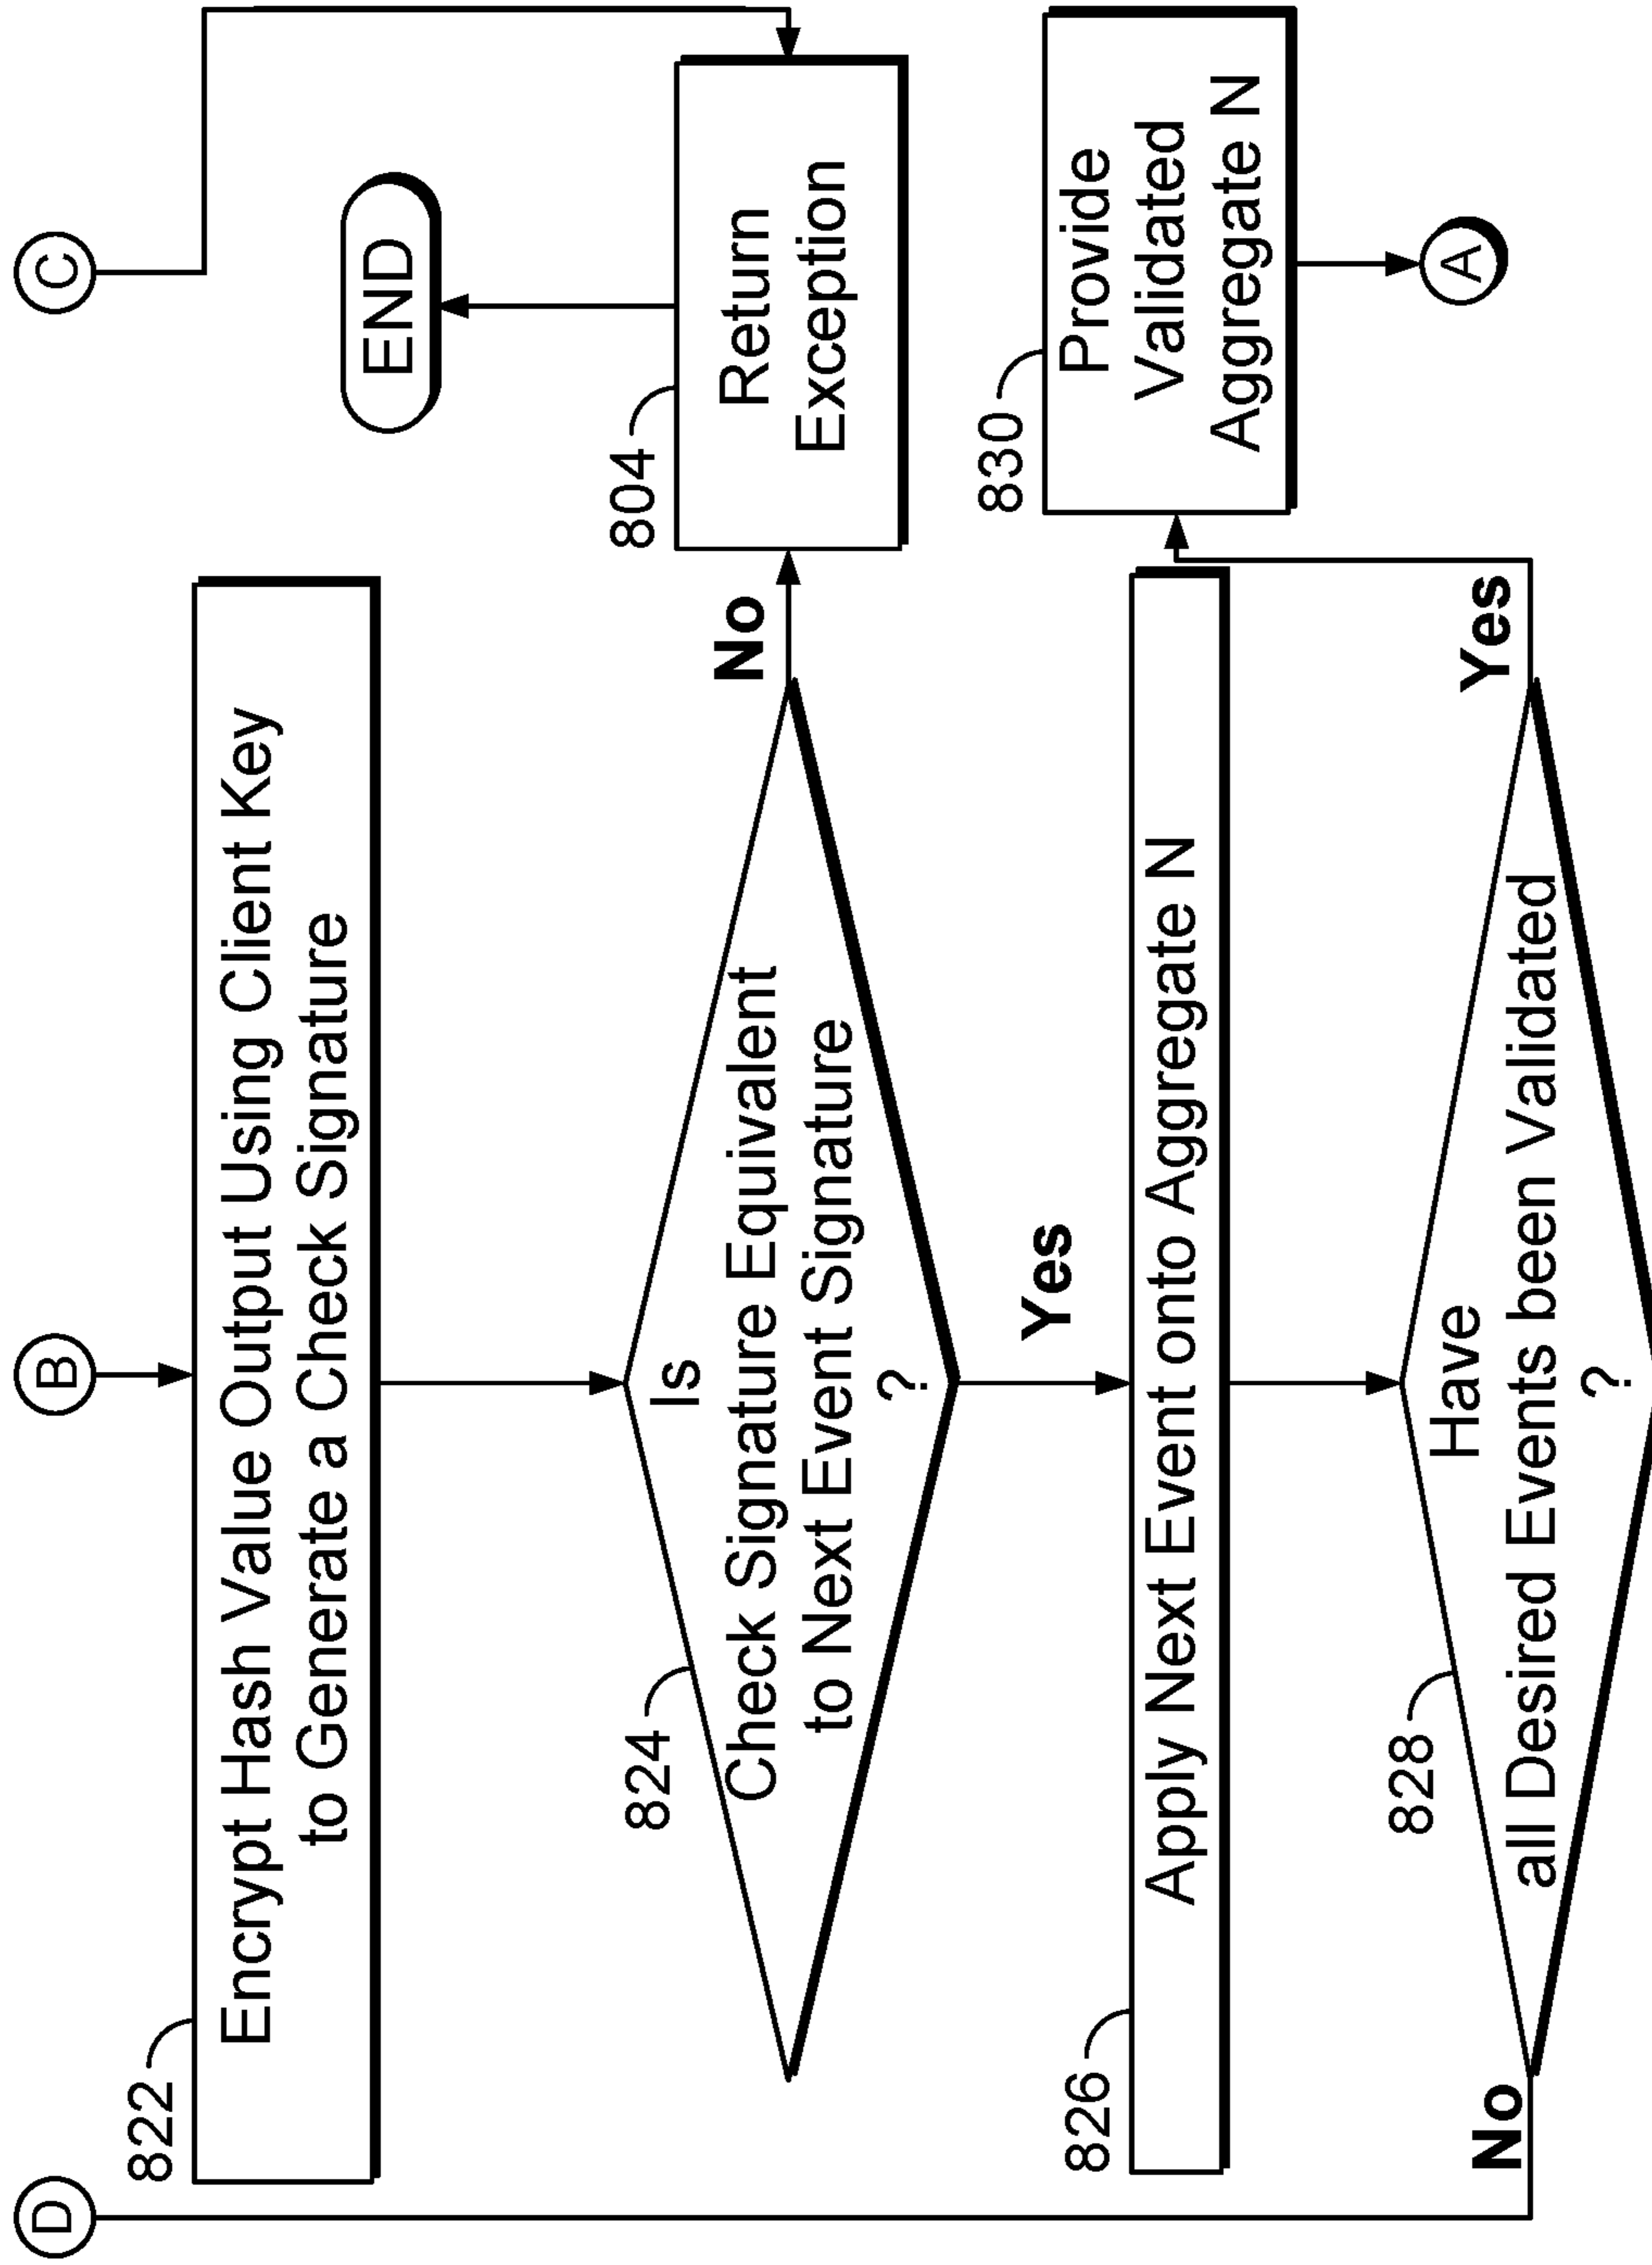 D
B
C
822
Encrypt Hash Value Output Using Client Key
to Generate a Check Signature
END
824
Is
Check Signature Equivalent
to Next Event Signature
?
No
804
Return
Exception
Yes
826
Apply Next Event onto Aggregate N
830
Provide
Validated
Aggregate N
828
Have
all Desired Events been Validated
?
No
Yes
A